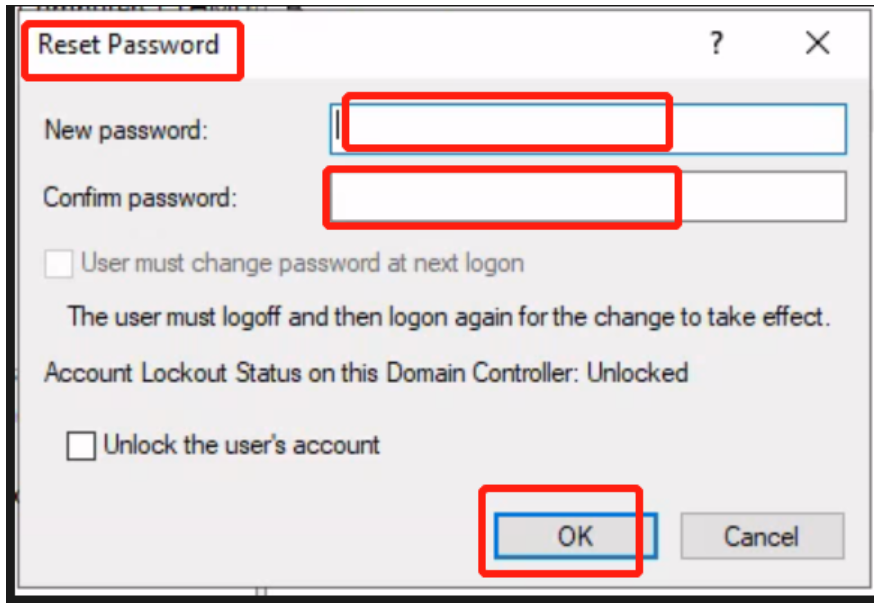 Reset Password ?
New password:
Confirm password:
User must change password at next logon
The user must logoff and then logon again for the change to take effect.
Account Lockout Status on this Domain Controller: Unlocked
Unlock the user's account
OK Cancel